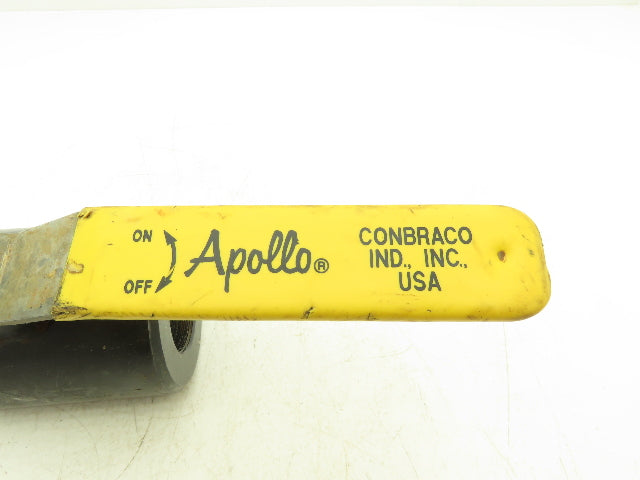 ON
OFF
Apollo®
CONBRACO
IND., INC.,
USA